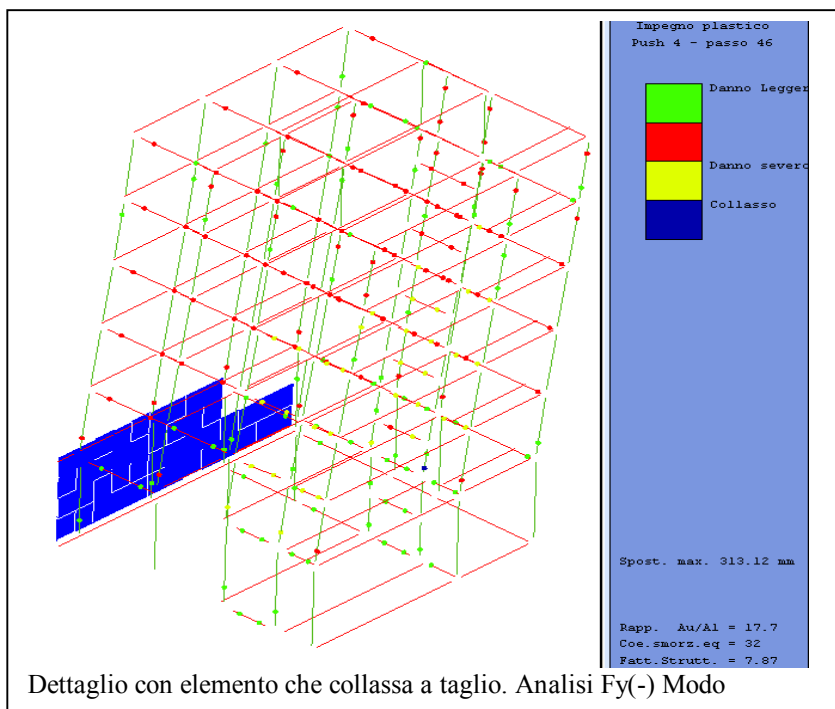 Impegno plastico
Push 4 - passo 46
Danno Legger
Danno severo
Collasso
Spost. max. 313.12 mm
Rapp. Au/Al = 17.7
Coe.smorz.eq = 32
Fatt.Strutt. = 7.87
Dettaglio con elemento che collassa a taglio. Analisi Fy(-) Modo